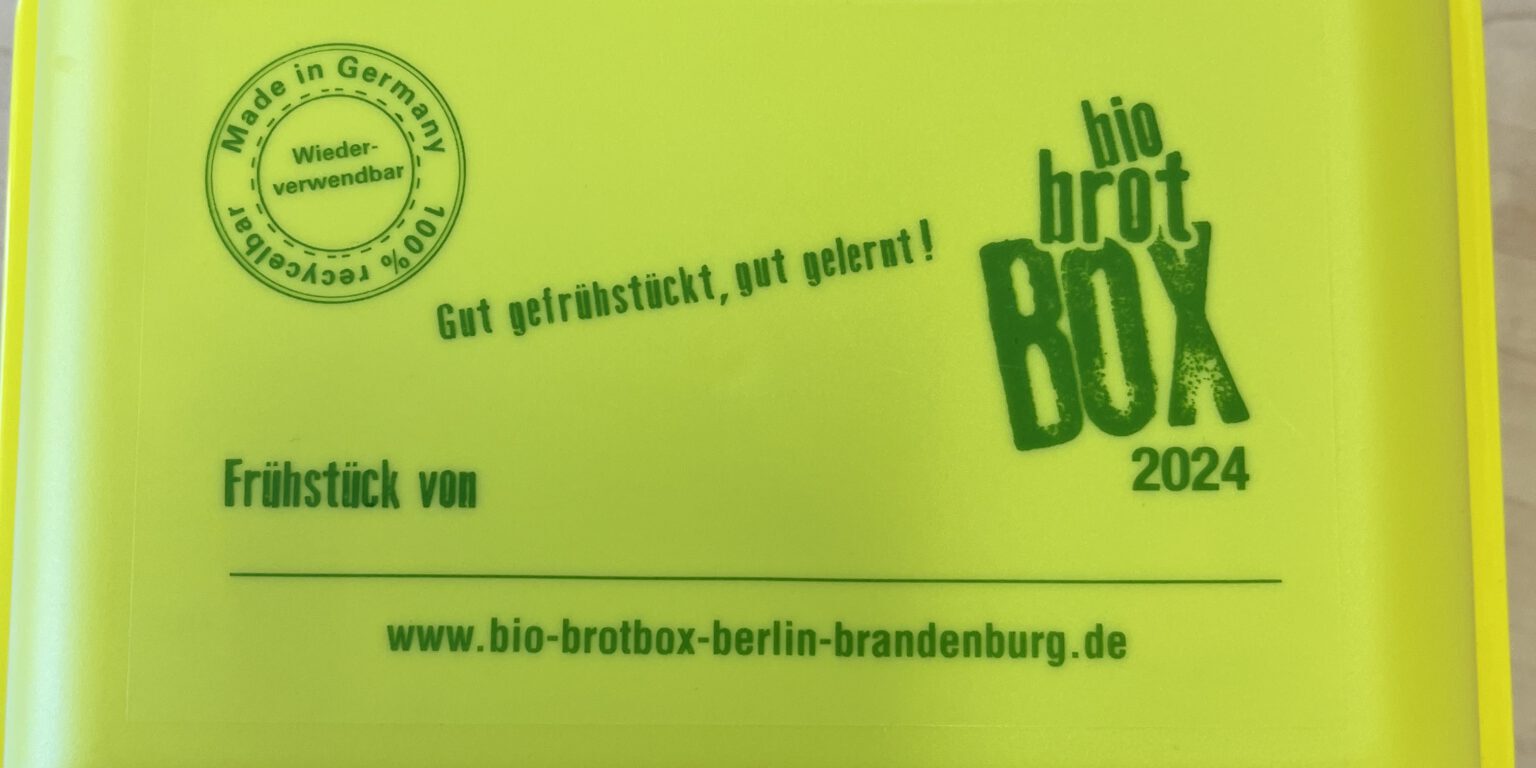 Made in Germany
Wieder-
verwendbar
100% recycelbar
bio
brot
BOX
2024
Gut gefrühstückt, gut gelernt!
Frühstück von
www.bio-brotbox-berlin-brandenburg.de